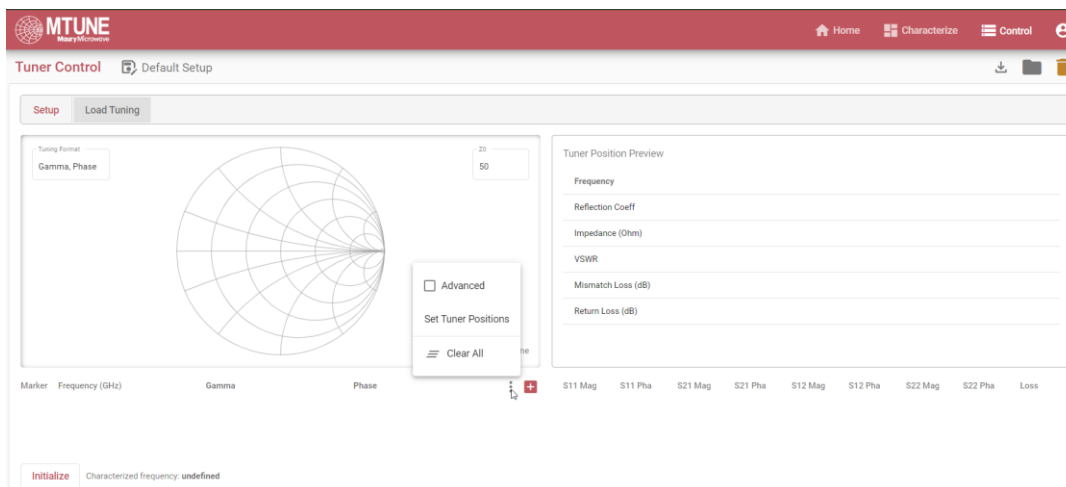 MTUNE
Maury Microwave
Home
Characterize
Control
Tuner Control
Default Setup
Setup
Load Tuning
Tuning Format
Gamma, Phase
Z0
50
Advanced
Set Tuner Positions
Clear All
ne
Tuner Position Preview
Frequency
Reflection Coeff
Impedance (Ohm)
VSWR
Mismatch Loss (dB)
Return Loss (dB)
Marker Frequency (GHz) Gamma Phase
S11 Mag S11 Pha S21 Mag S21 Pha S12 Mag S12 Pha S22 Mag S22 Pha Loss
Initialize
Characterized frequency: undefined